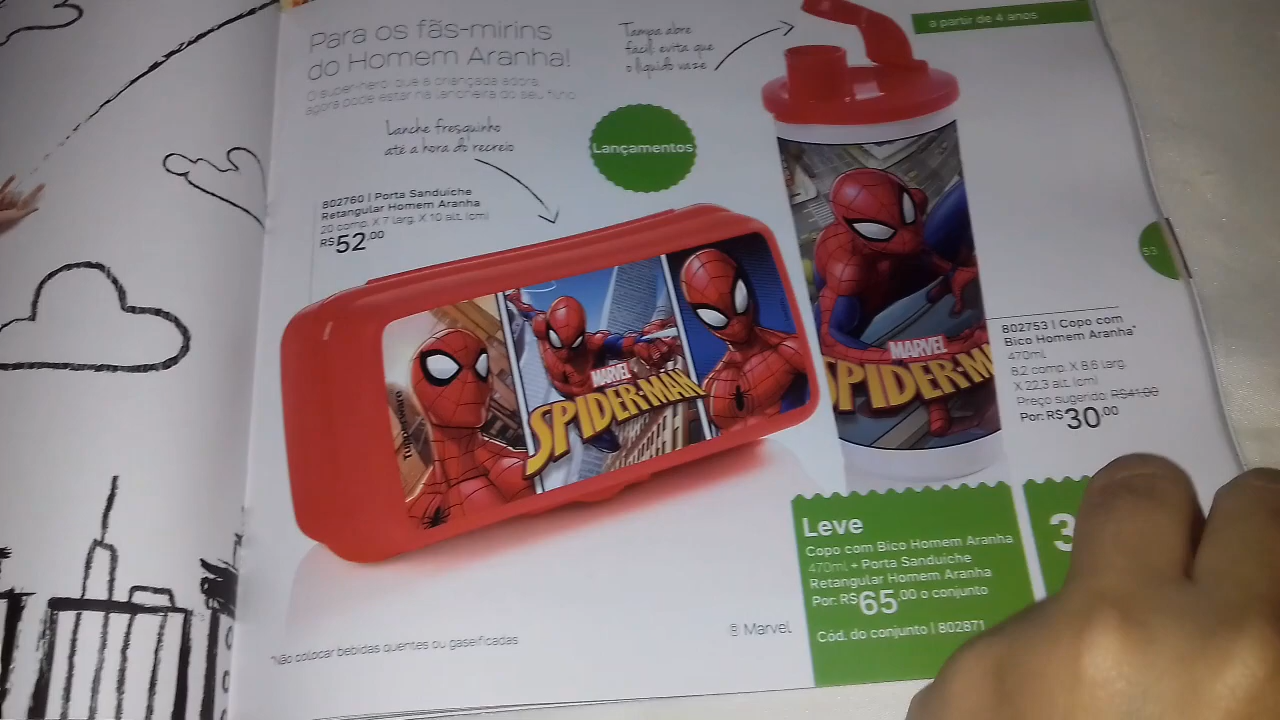 Para os fãs-mirins
do Homem Aranha!
O super-herói que a criançada adora,
agora pode estar na lancheira do seu filho.
Tampa abre
fácil: evita que
o líquido vaze
a partir de 4 anos
Lanche fresquinho
até a hora do recreio
Lançamentos
802760 | Porta Sanduíche
Retangular Homem Aranha
20 comp. X 7 larg. X 10 alt. (cm)
R$52,00
Tupperware
MARVEL
SPIDER-MAN
MARVEL
SPIDER-M
53
802753 | Copo com
Bico Homem Aranha*
470ml
8,2 comp. X 8,6 larg.
X 22,3 alt. (cm)
Preço sugerido: R$41,00
Por: R$30,00
Leve
Copo com Bico Homem Aranha
470ml + Porta Sanduíche
Retangular Homem Aranha
Por: R$65,00 o conjunto
Cód. do conjunto | 802871
3
® Marvel
*Não colocar bebidas quentes ou gaseificadas